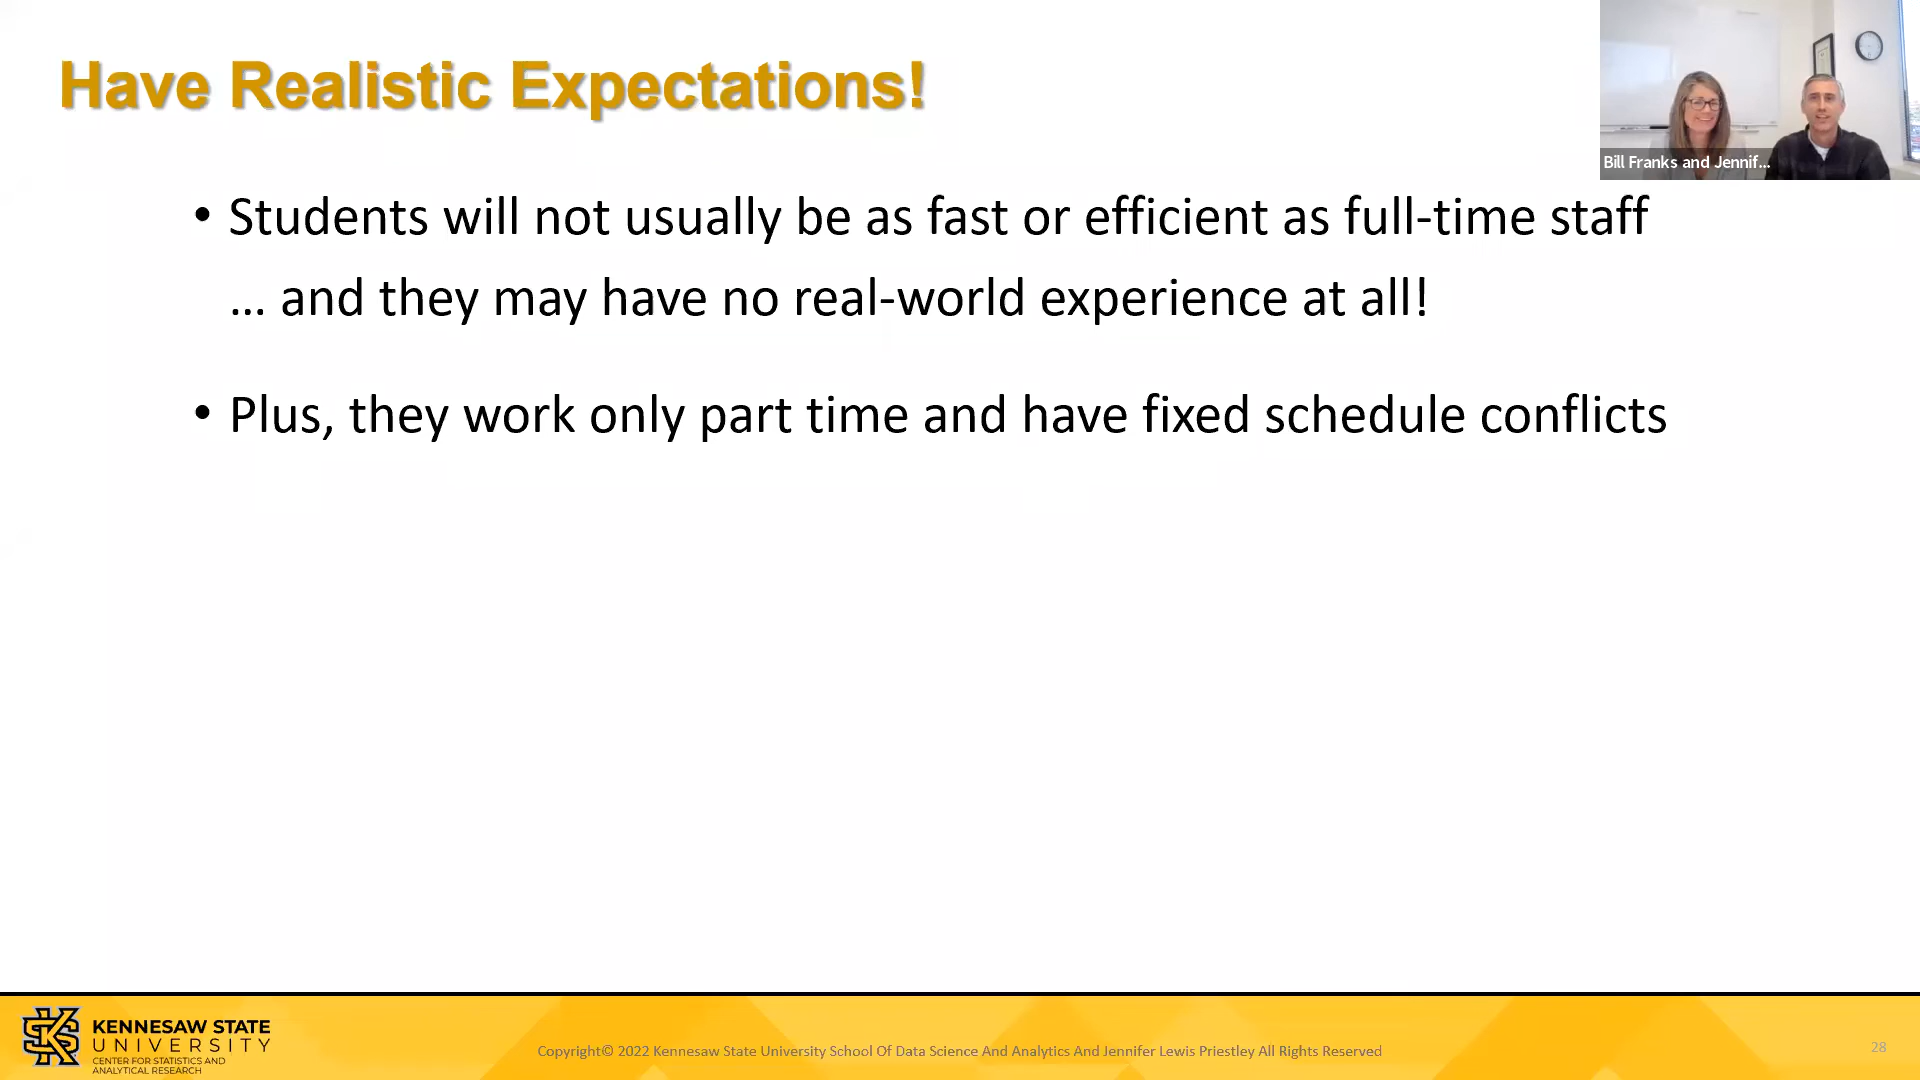 Have Realistic Expectations!
Bill Franks and Jennif...
• Students will not usually be as fast or efficient as full-time staff
... and they may have no real-world experience at all!
• Plus, they work only part time and have fixed schedule conflicts
KENNESAW STATE
UNIVERSITY
CENTER FOR STATISTICS AND
ANALYTICAL RESEARCH
Copyright© 2022 Kennesaw State University School Of Data Science And Analytics And Jennifer Lewis Priestley All Rights Reserved
28